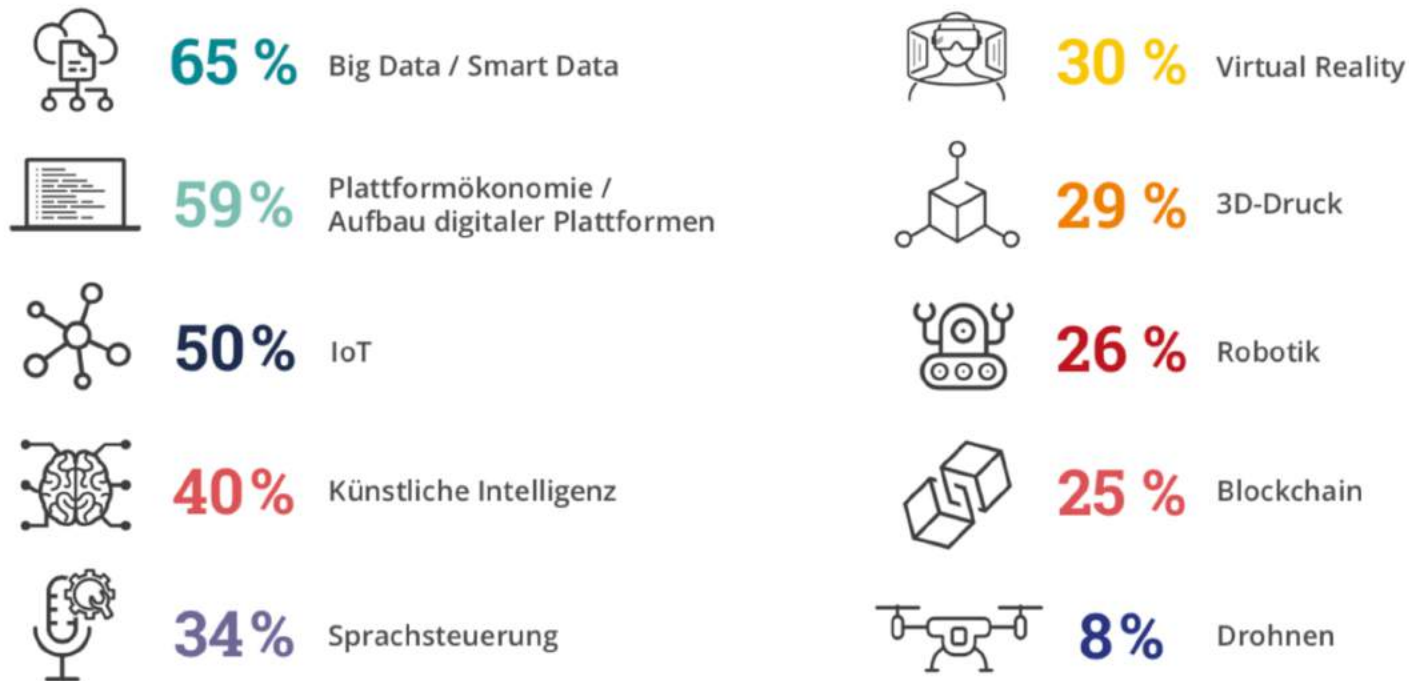 65 % Big Data / Smart Data
59% Plattformökonomie /
Aufbau digitaler Plattformen
50% IoT
40% Künstliche Intelligenz
34% Sprachsteuerung
30 % Virtual Reality
29 % 3D-Druck
26 % Robotik
25 % Blockchain
8% Drohnen